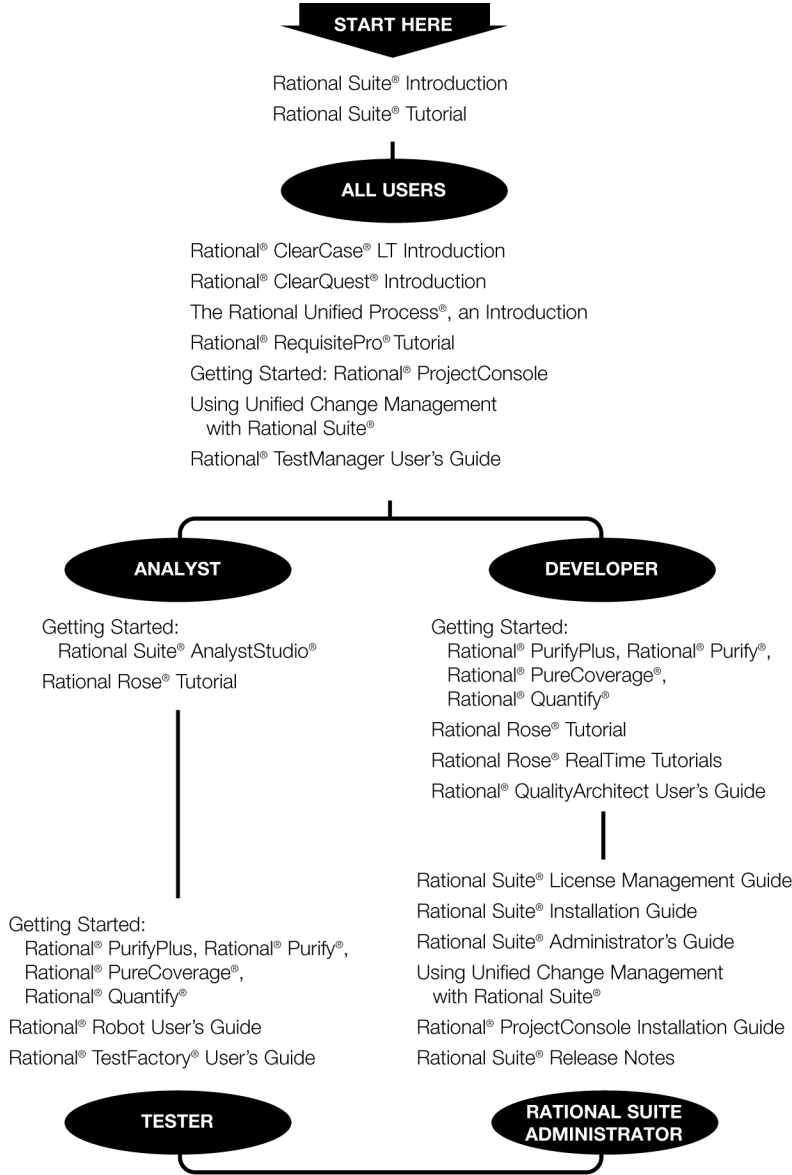 START HERE
Rational Suite® Introduction
Rational Suite® Tutorial
ALL USERS
Rational® ClearCase® LT Introduction
Rational® ClearQuest® Introduction
The Rational Unified Process®, an Introduction
Rational® RequisitePro® Tutorial
Getting Started: Rational® ProjectConsole
Using Unified Change Management
with Rational Suite®
Rational® TestManager User's Guide
ANALYST
Getting Started:
Rational Suite® AnalystStudio®
Rational Rose® Tutorial
DEVELOPER
Getting Started:
Rational® PurifyPlus, Rational® Purify®,
Rational® PureCoverage®,
Rational® Quantify®
Rational Rose® Tutorial
Rational Rose® RealTime Tutorials
Rational® QualityArchitect User's Guide
Getting Started:
Rational® PurifyPlus, Rational® Purify®,
Rational® PureCoverage®,
Rational® Quantify®
Rational® Robot User's Guide
Rational® TestFactory® User's Guide
TESTER
Rational Suite® License Management Guide
Rational Suite® Installation Guide
Rational Suite® Administrator's Guide
Using Unified Change Management
with Rational Suite®
Rational® ProjectConsole Installation Guide
Rational Suite® Release Notes
RATIONAL SUITE
ADMINISTRATOR